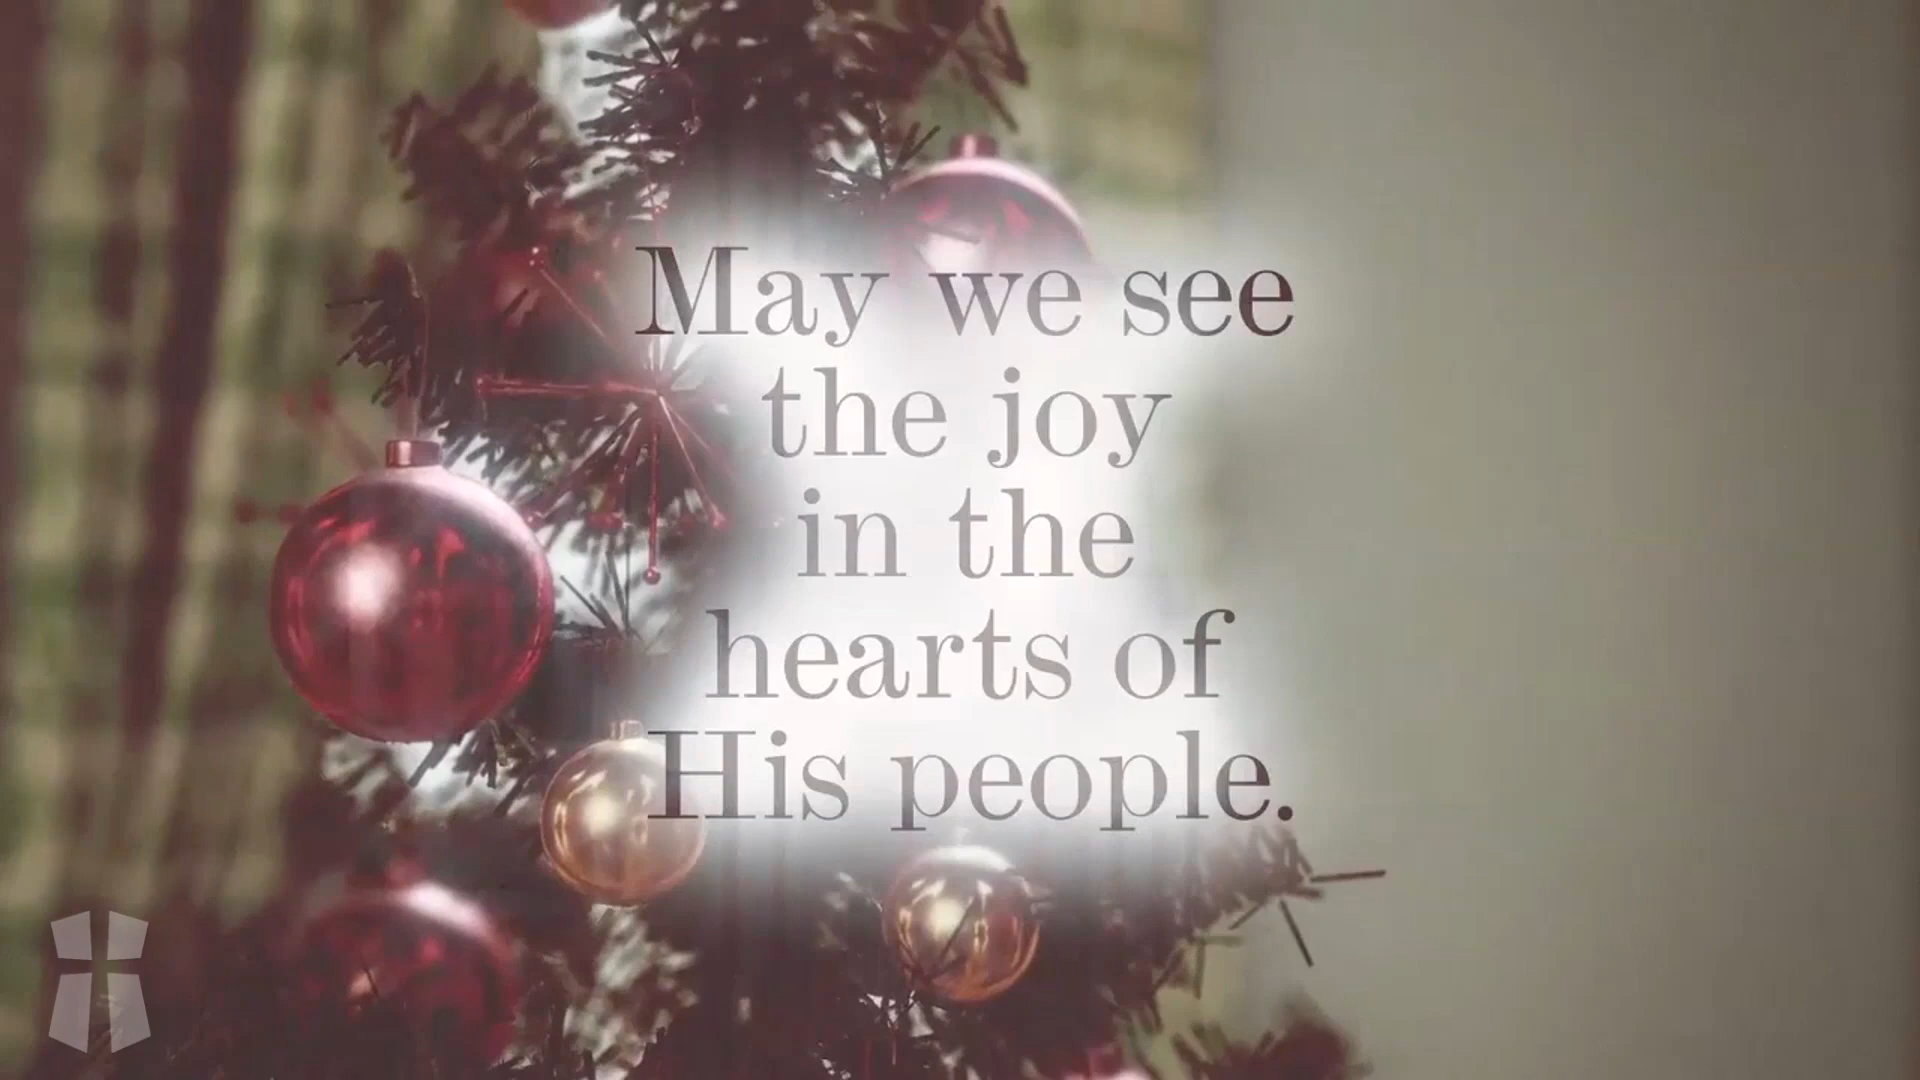 May we see
the joy
in the
hearts of
His people.